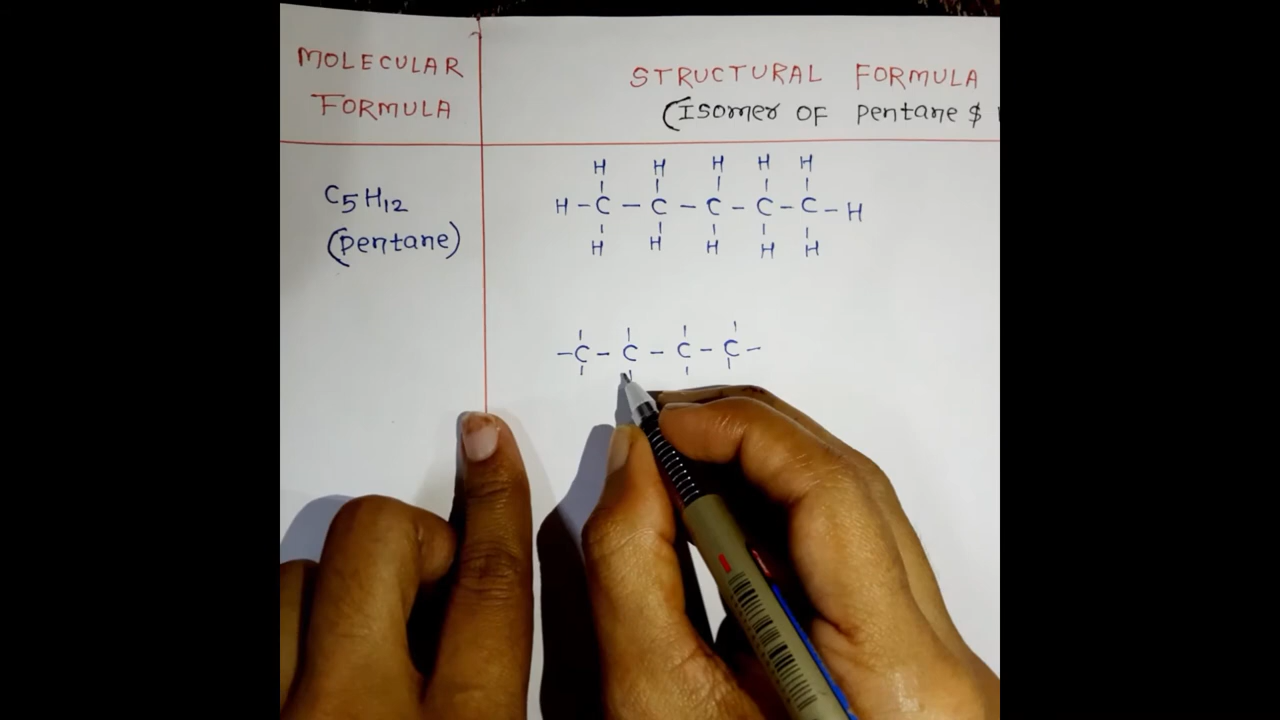 MOLECULAR
FORMULA
STRUCTURAL FORMULA
(Isomer OF Pentane $
C5H12
(Pentane)
H H H H H
H-C-C-C-C-C-H
H H H H H
-C-C-C-C-